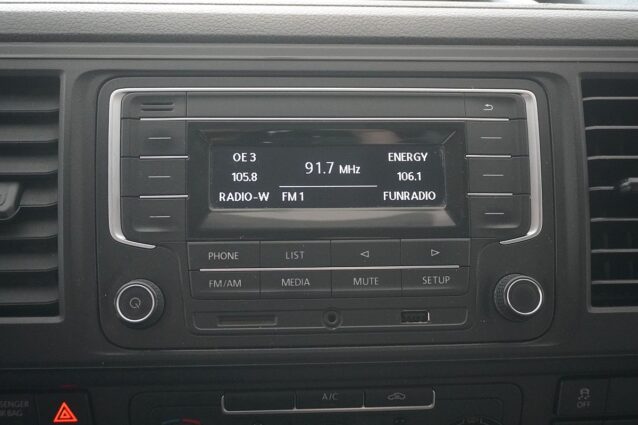 OE 3 ENERGY
91.7 MHz
105.8 106.1
RADIO-W FM 1 FUNRADIO
PHONE LIST
FM/AM MEDIA MUTE SETUP
A/C
OFF